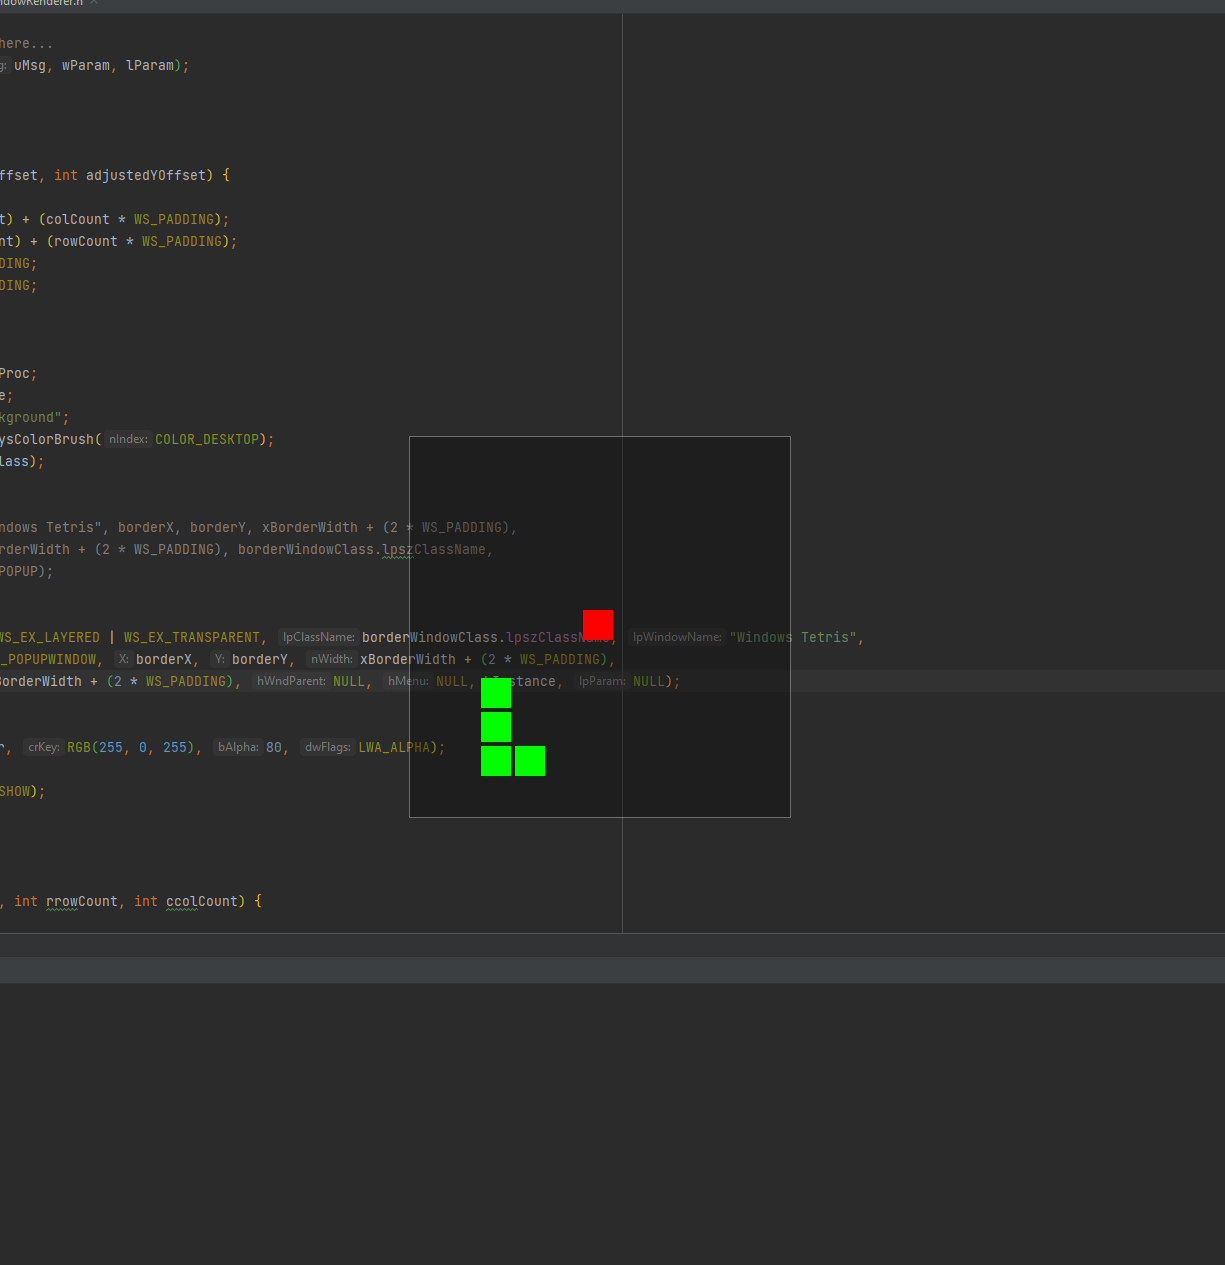 ndowRenderer.h
here...
g: uMsg, wParam, lParam);
ffset, int adjustedYOffset) {
t) + (colCount * WS_PADDING);
nt) + (rowCount * WS_PADDING);
DING;
DING;
Proc;
e;
kground";
ysColorBrush( nIndex: COLOR_DESKTOP);
lass);
ndows Tetris", borderX, borderY, xBorderWidth + (2 * WS_PADDING),
rderWidth + (2 * WS_PADDING), borderWindowClass.lpszClassName,
POPUP);
WS_EX_LAYERED | WS_EX_TRANSPARENT, lpClassName: borderWindowClass.lpszClassName, lpWindowName: "Windows Tetris",
_POPUPWINDOW, X: borderX, Y: borderY, nWidth: xBorderWidth + (2 * WS_PADDING),
BorderWidth + (2 * WS_PADDING), hWndParent: NULL, hMenu: NULL, hInstance, lpParam: NULL);
r, crKey: RGB(255, 0, 255), bAlpha: 80, dwFlags: LWA_ALPHA);
SHOW);
, int rrowCount, int ccolCount) {